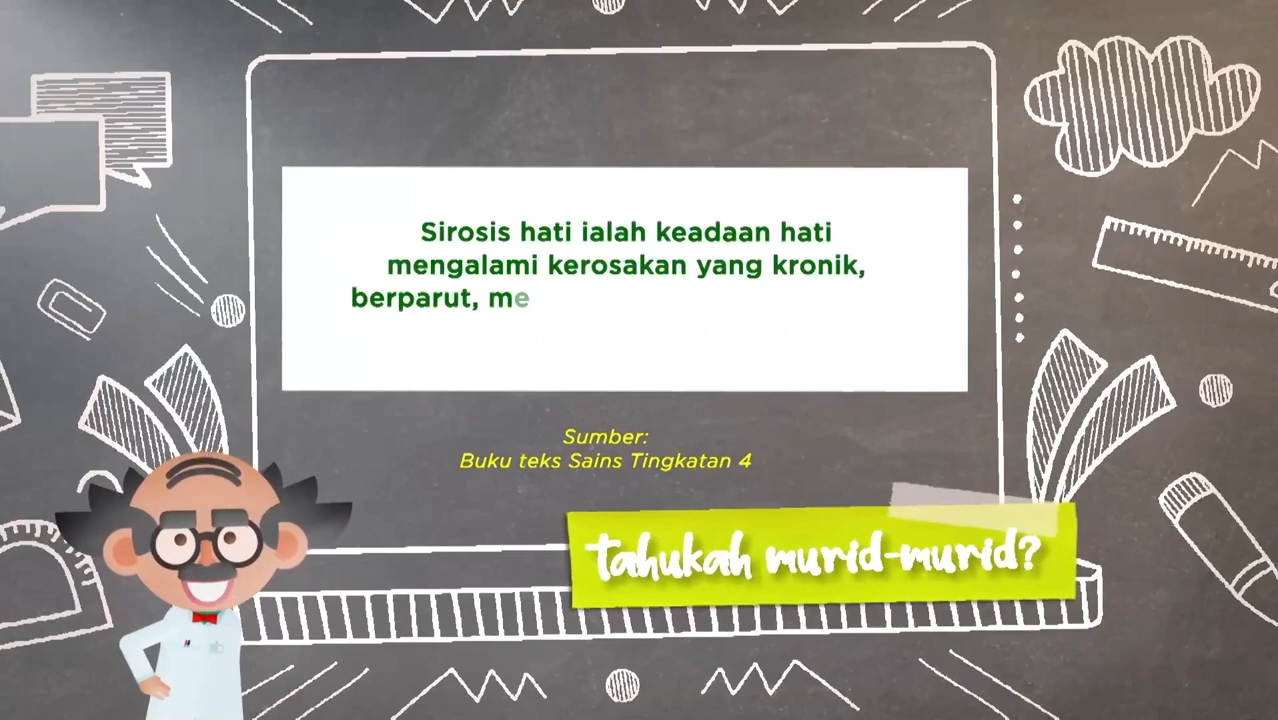 Sirosis hati ialah keadaan hati
mengalami kerosakan yang kronik,
berparut, me
Sumber:
Buku teks Sains Tingkatan 4
tahukah murid-murid?